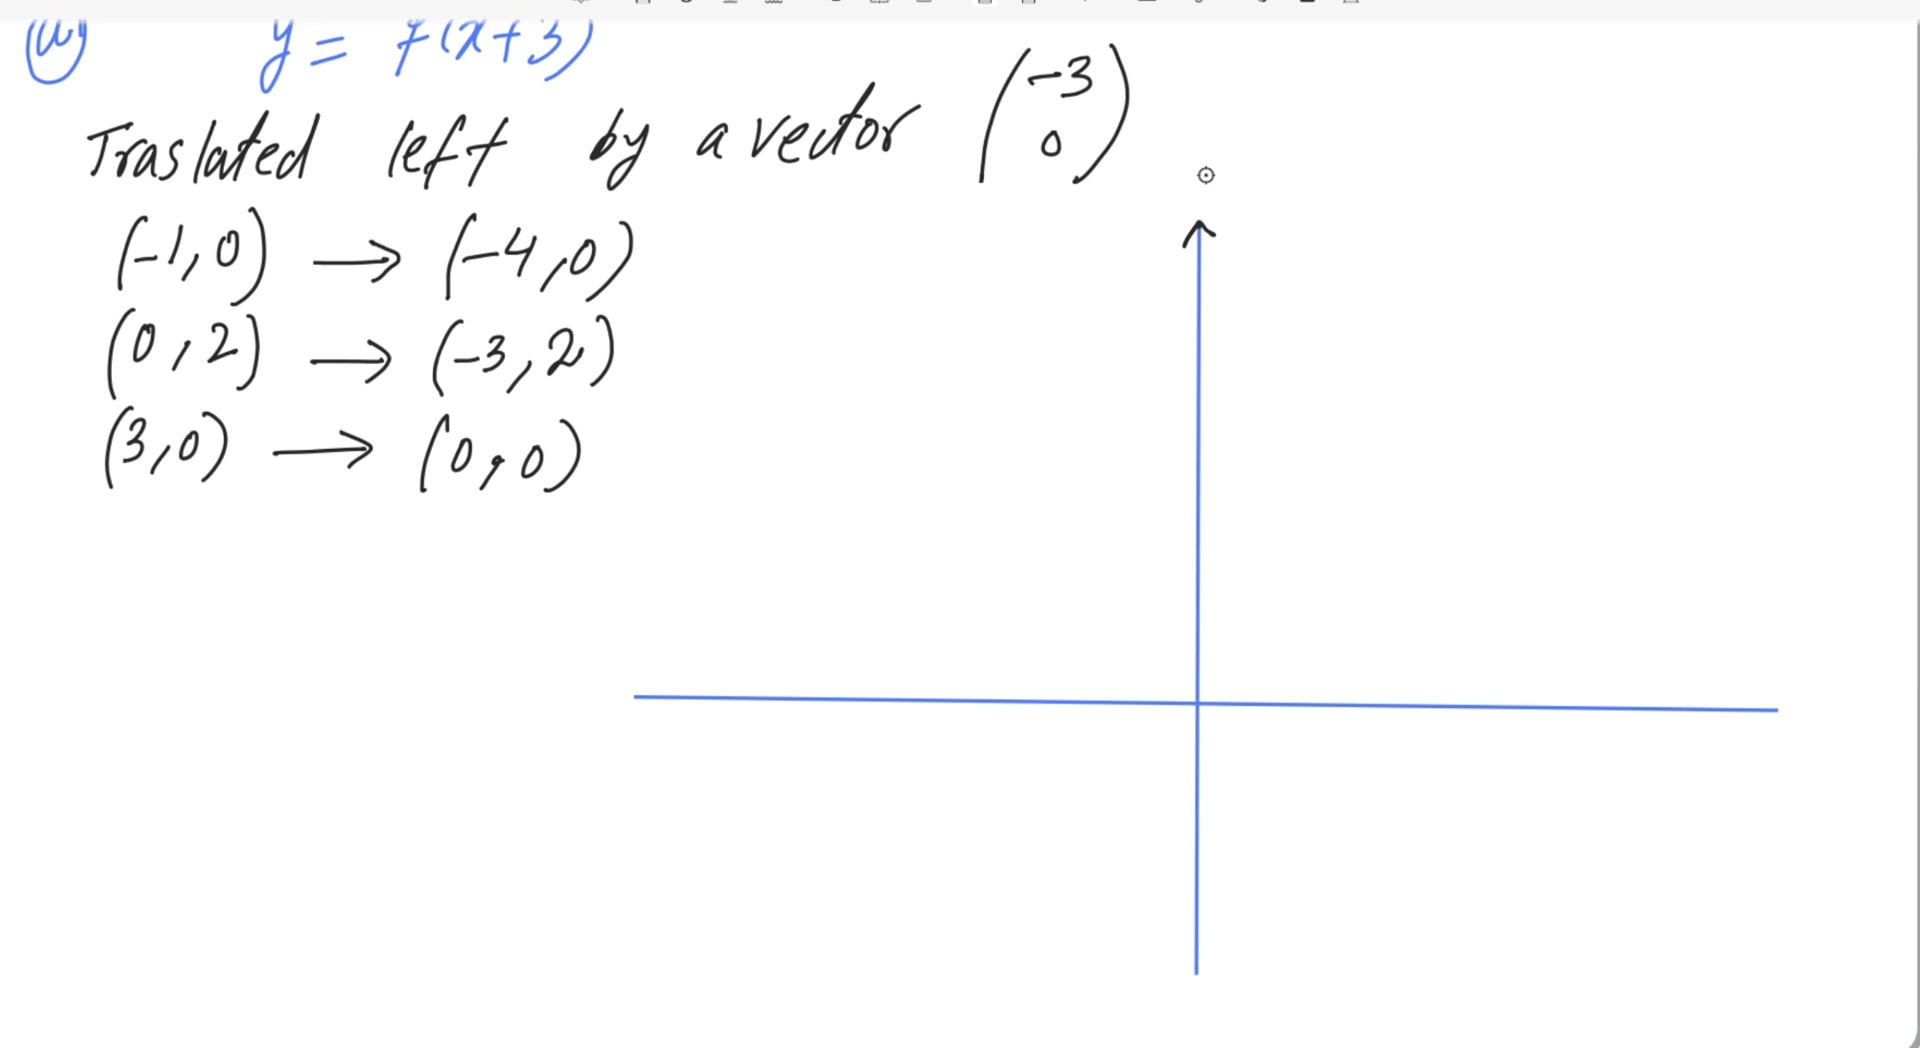 (a) y = f(x+3)
Traslated left by a vector (-3 0)
(-1,0) → (-4,0)
(0,2) → (-3,2)
(3,0) → (0,0)